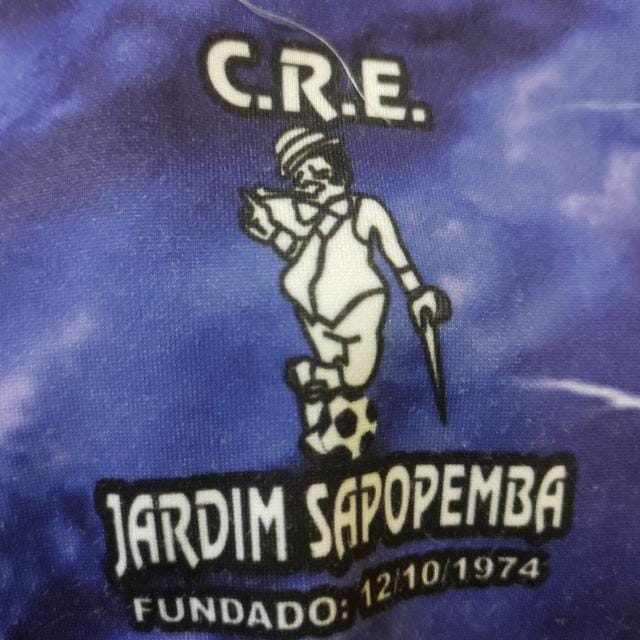 C.R.E.
JARDIM SAPOPEMBA
FUNDADO: 12/10/1974